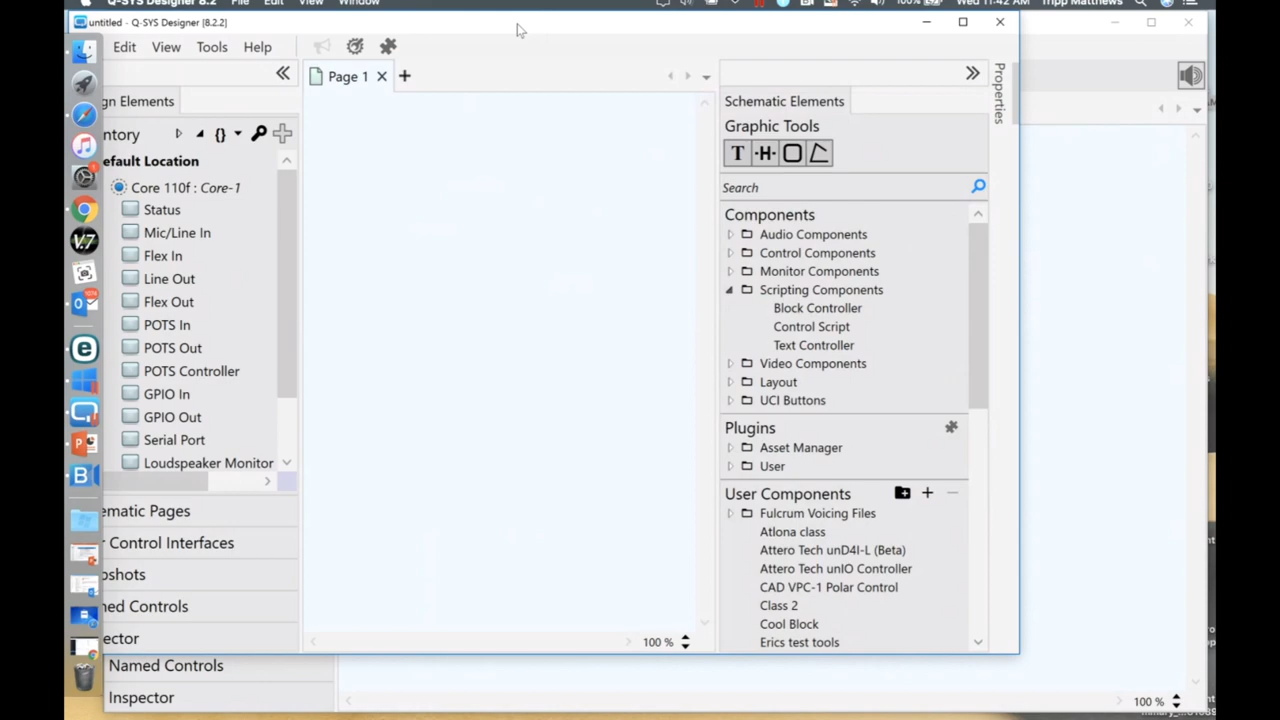 Q-SYS Designer 8.2 File Edit View Window 100% Wed 11:42 AM Tripp Matthews
untitled - Q-SYS Designer [8.2.2]
Edit View Tools Help
Page 1
gn Elements
ntory {}
efault Location
Core 110f : Core-1
Status
Mic/Line In
Flex In
Line Out
Flex Out
POTS In
POTS Out
POTS Controller
GPIO In
GPIO Out
Serial Port
Loudspeaker Monitor
ematic Pages
r Control Interfaces
pshots
ned Controls
ector
Named Controls
Inspector
100 %
Schematic Elements
Graphic Tools
T H
Search
Components
Audio Components
Control Components
Monitor Components
Scripting Components
Block Controller
Control Script
Text Controller
Video Components
Layout
UCI Buttons
Plugins
Asset Manager
User
User Components
Fulcrum Voicing Files
Atlona class
Attero Tech unD4I-L (Beta)
Attero Tech unIO Controller
CAD VPC-1 Polar Control
Class 2
Cool Block
Erics test tools
Properties
100 %